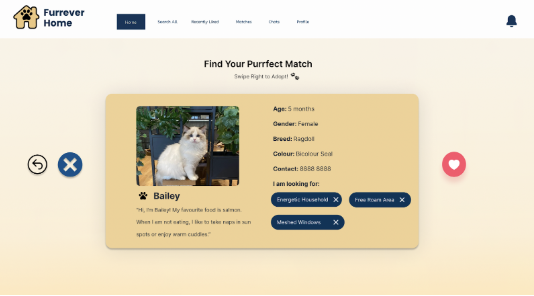 Furrever
Home
Home Search All Recently Liked Matches Chats Profile
Find Your Purrfect Match
Swipe Right to Adopt!
Age: 5 months
Gender: Female
Breed: Ragdoll
Colour: Bicolour Seal
Contact: 8888 8888
I am looking for:
Energetic Household
Free Roam Area
Meshed Windows
Bailey
"Hi, I'm Bailey! My favourite food is salmon.
When I am not eating, I like to take naps in sun
spots or enjoy warm cuddles."